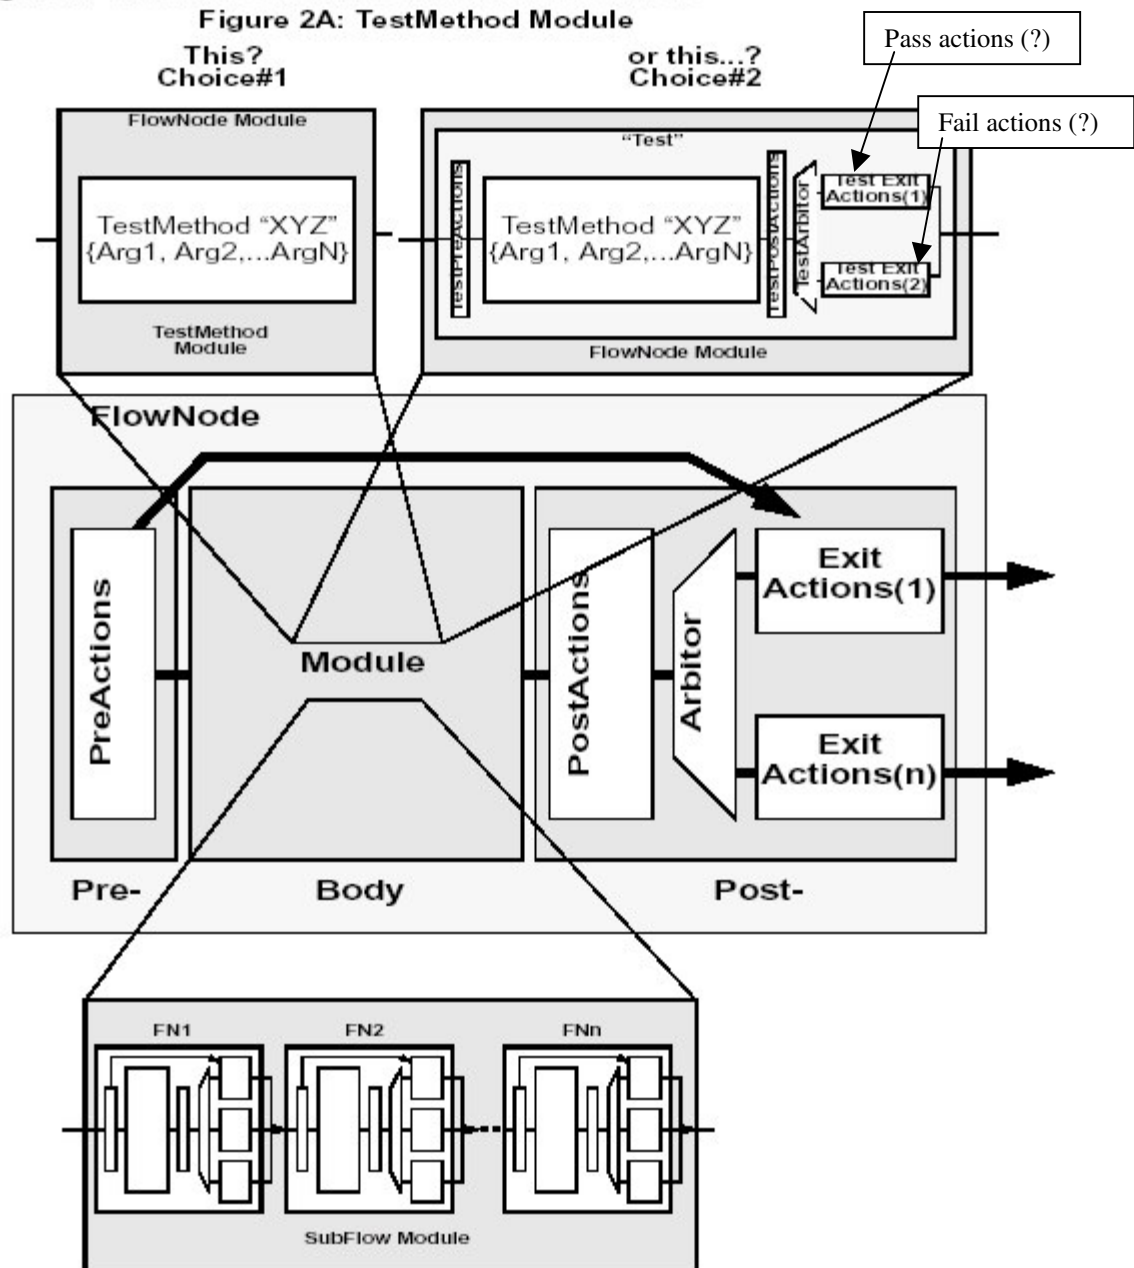 Figure 2A: TestMethod Module
This?
Choice#1
or this...?
Choice#2
Pass actions (?)
Fail actions (?)
FlowNode Module
TestMethod “XYZ”
{Arg1, Arg2,...ArgN}
TestMethod
Module
“Test”
TestPreActions
TestMethod “XYZ”
{Arg1, Arg2,...ArgN}
TestPostActions
TestArbitor
Test Exit
Actions(1)
Test Exit
Actions(2)
FlowNode Module
FlowNode
PreActions
Module
PostActions
Arbitor
Exit
Actions(1)
Exit
Actions(n)
Pre-
Body
Post-
FN1
FN2
FNn
SubFlow Module